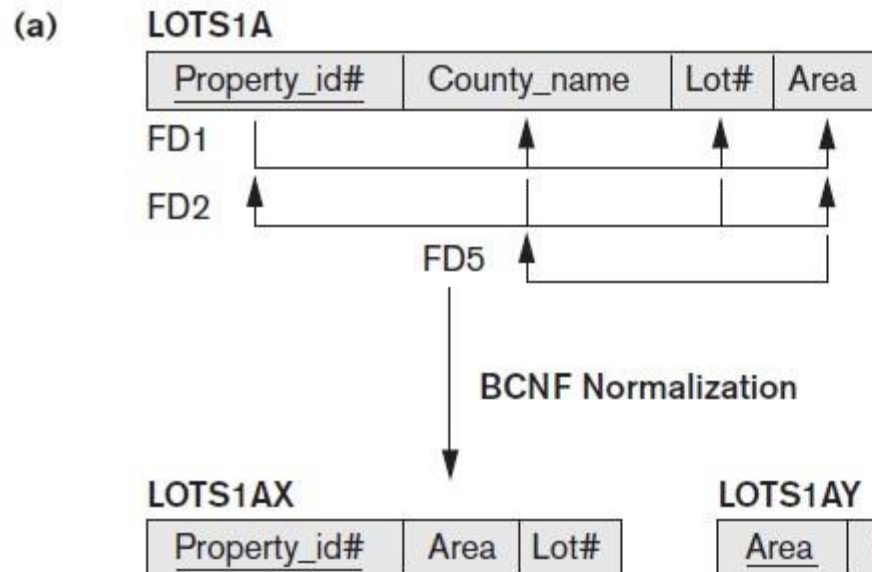 (a) LOTS1A
Property_id# County_name Lot# Area
FD1
FD2
FD5
BCNF Normalization
LOTS1AX LOTS1AY
Property_id# Area Lot# Area